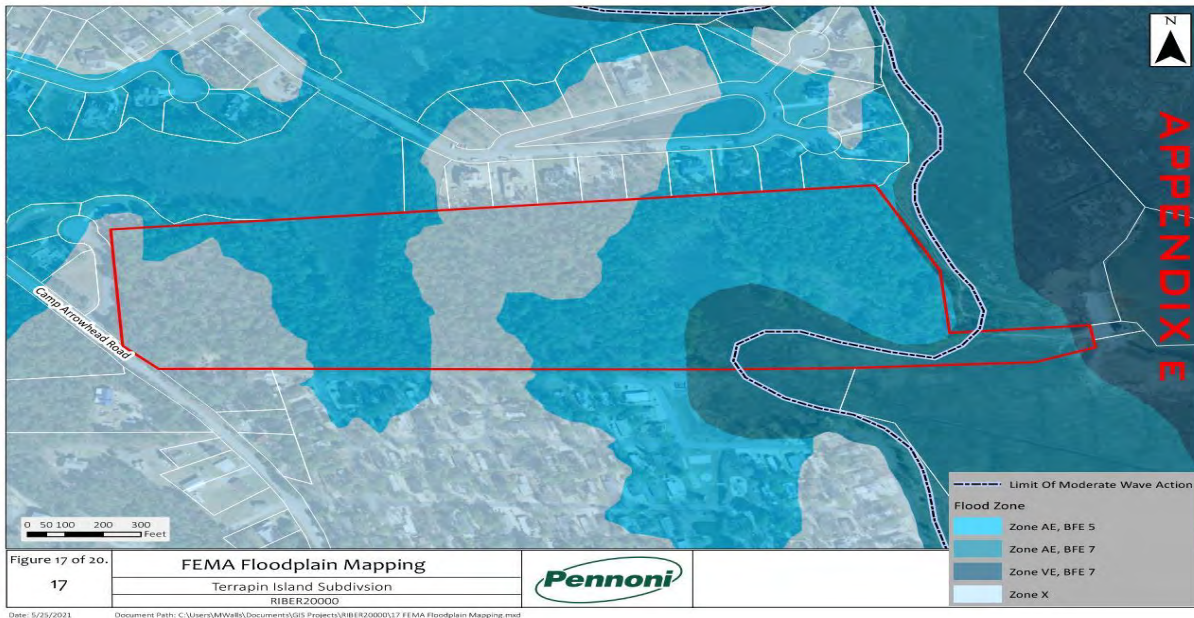 N
APPENDIX E
Camp Arrowhead Road
0 50 100 200 300
Feet
Limit Of Moderate Wave Action
Flood Zone
Zone AE, BFE 5
Zone AE, BFE 7
Zone VE, BFE 7
Zone X
Figure 17 of 20.
17
FEMA Floodplain Mapping
Terrapin Island Subdivsion
RIBER20000
Pennoni
Date: 5/25/2021
Document Path: C:\Users\MWalls\Documents\GIS Projects\RIBER20000\17 FEMA Floodplain Mapping.mxd